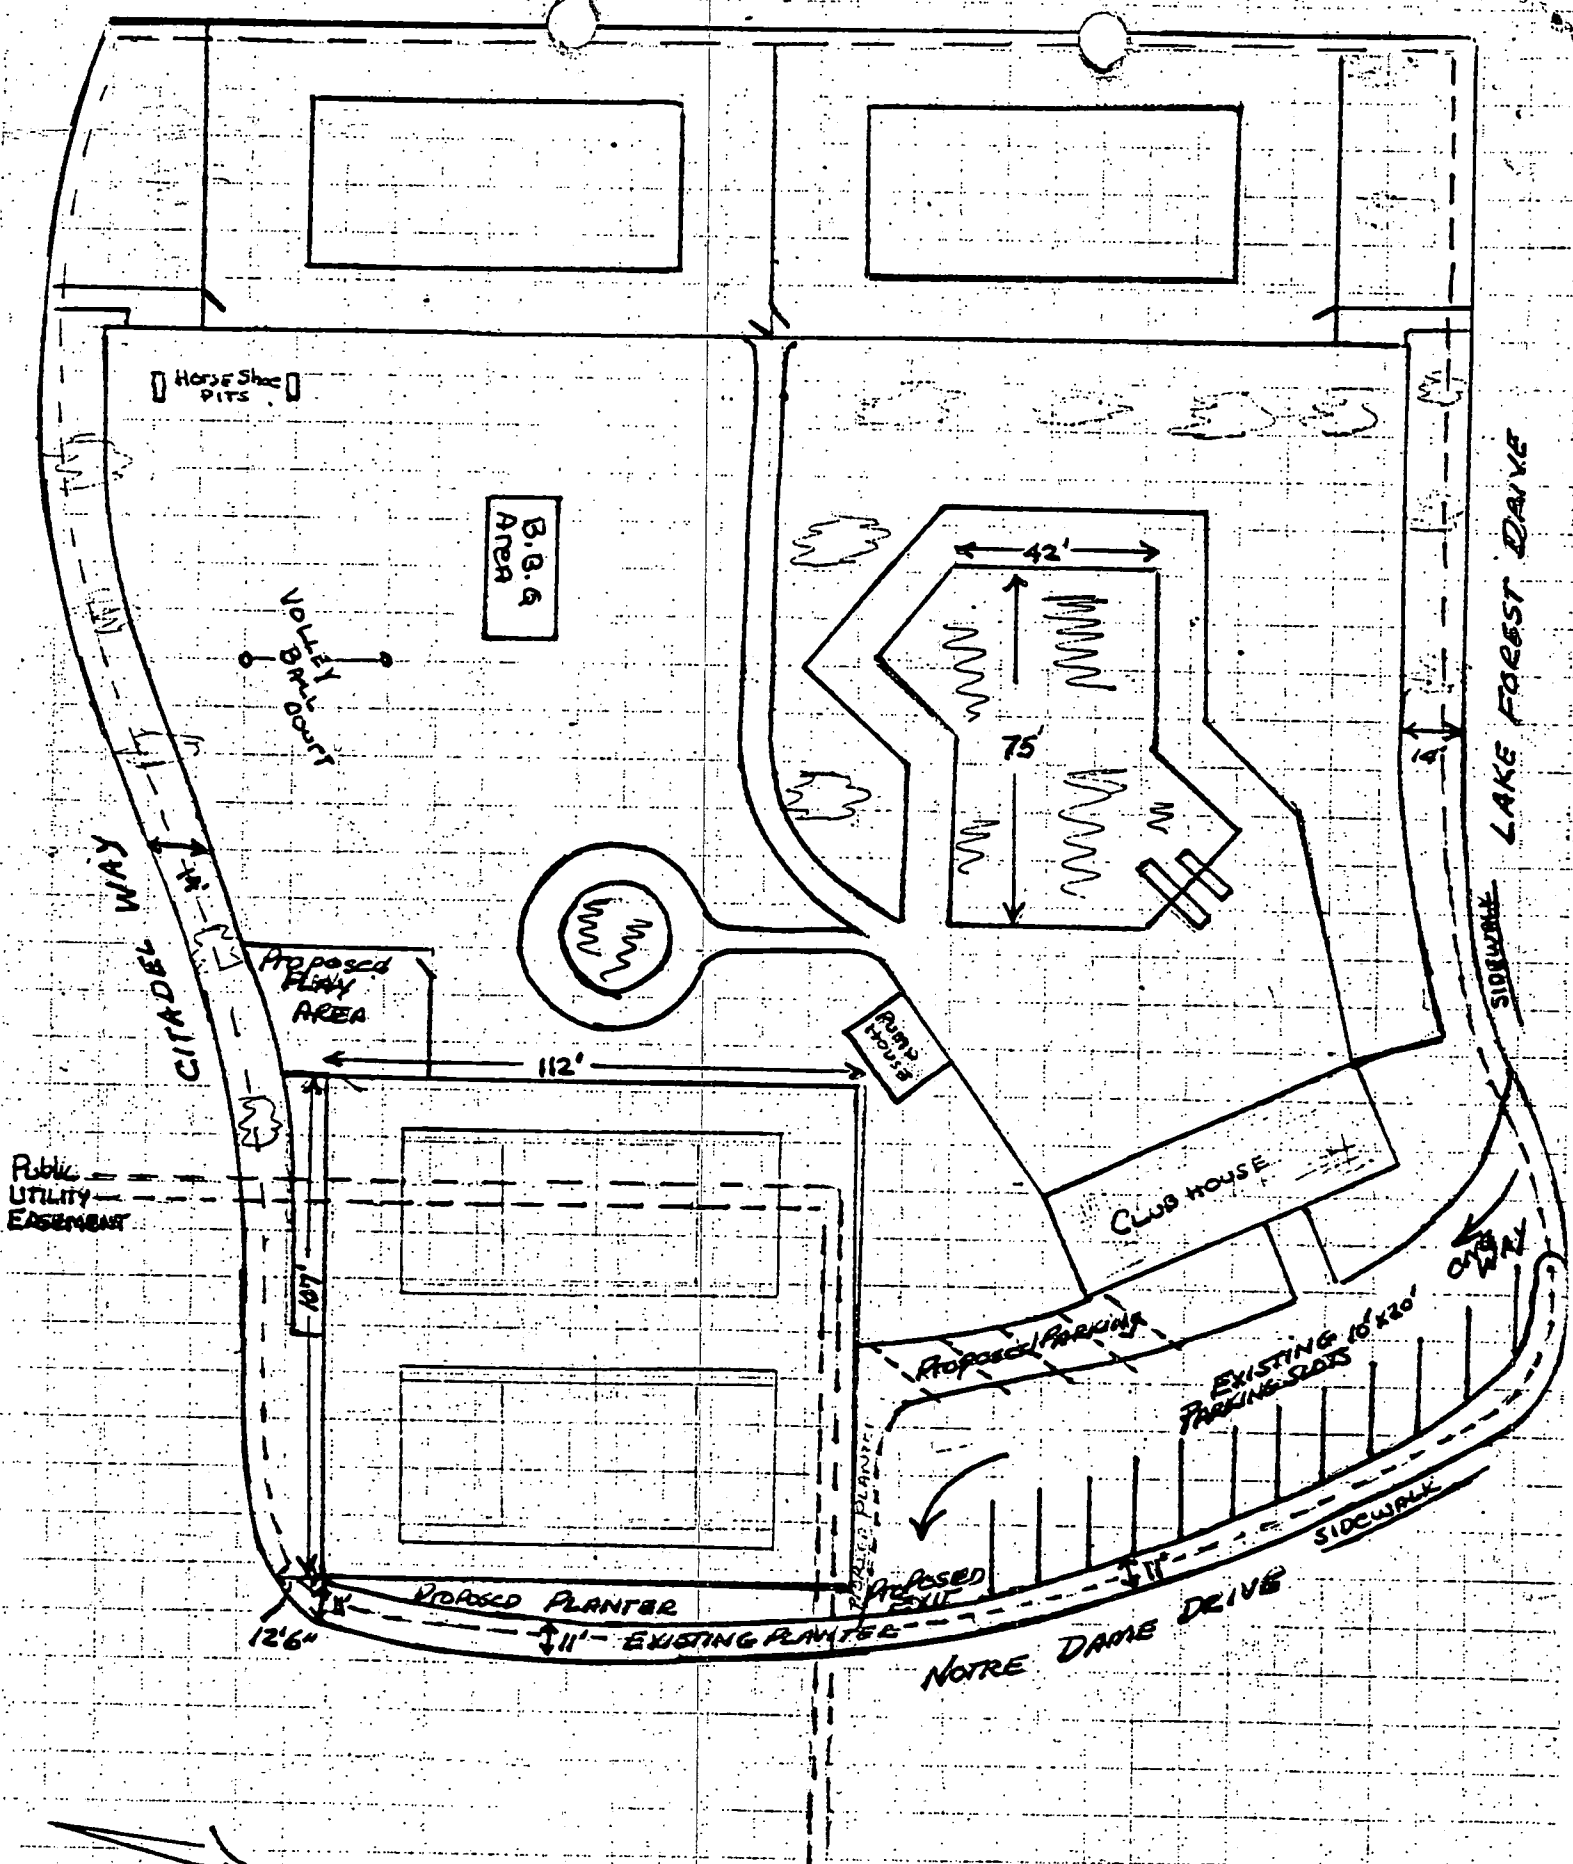 Horse Shoe
PITS
B.B.Q
Area
VOLLEY
BALL
COURT
42'
75'
14'
LAKE FOREST DRIVE
SIDEWALK
CITADEL WAY
14'
Proposed
PLAY
AREA
112'
PUMP
HOUSE
Public
UTILITY
EASEMENT
107'
CLUB HOUSE
ONE
WAY
PROPOSED PARKING
EXISTING 10'x20'
PARKING SLOTS
PROPOSED PLANTER
PROPOSED
EXIT
PROPOSED PLANTER
11'
SIDEWALK
12'6"
11' EXISTING PLANTER
NOTRE DAME DRIVE